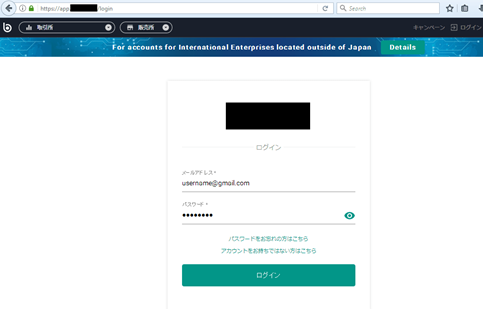 https://app. /login
Search
取引所
販売所
キャンペーン
ログイン
For accounts for International Enterprises located outside of Japan
Details
ログイン
メールアドレス*
username@gmail.com
パスワード*
••••••••
パスワードをお忘れの方はこちら
アカウントをお持ちではない方はこちら
ログイン